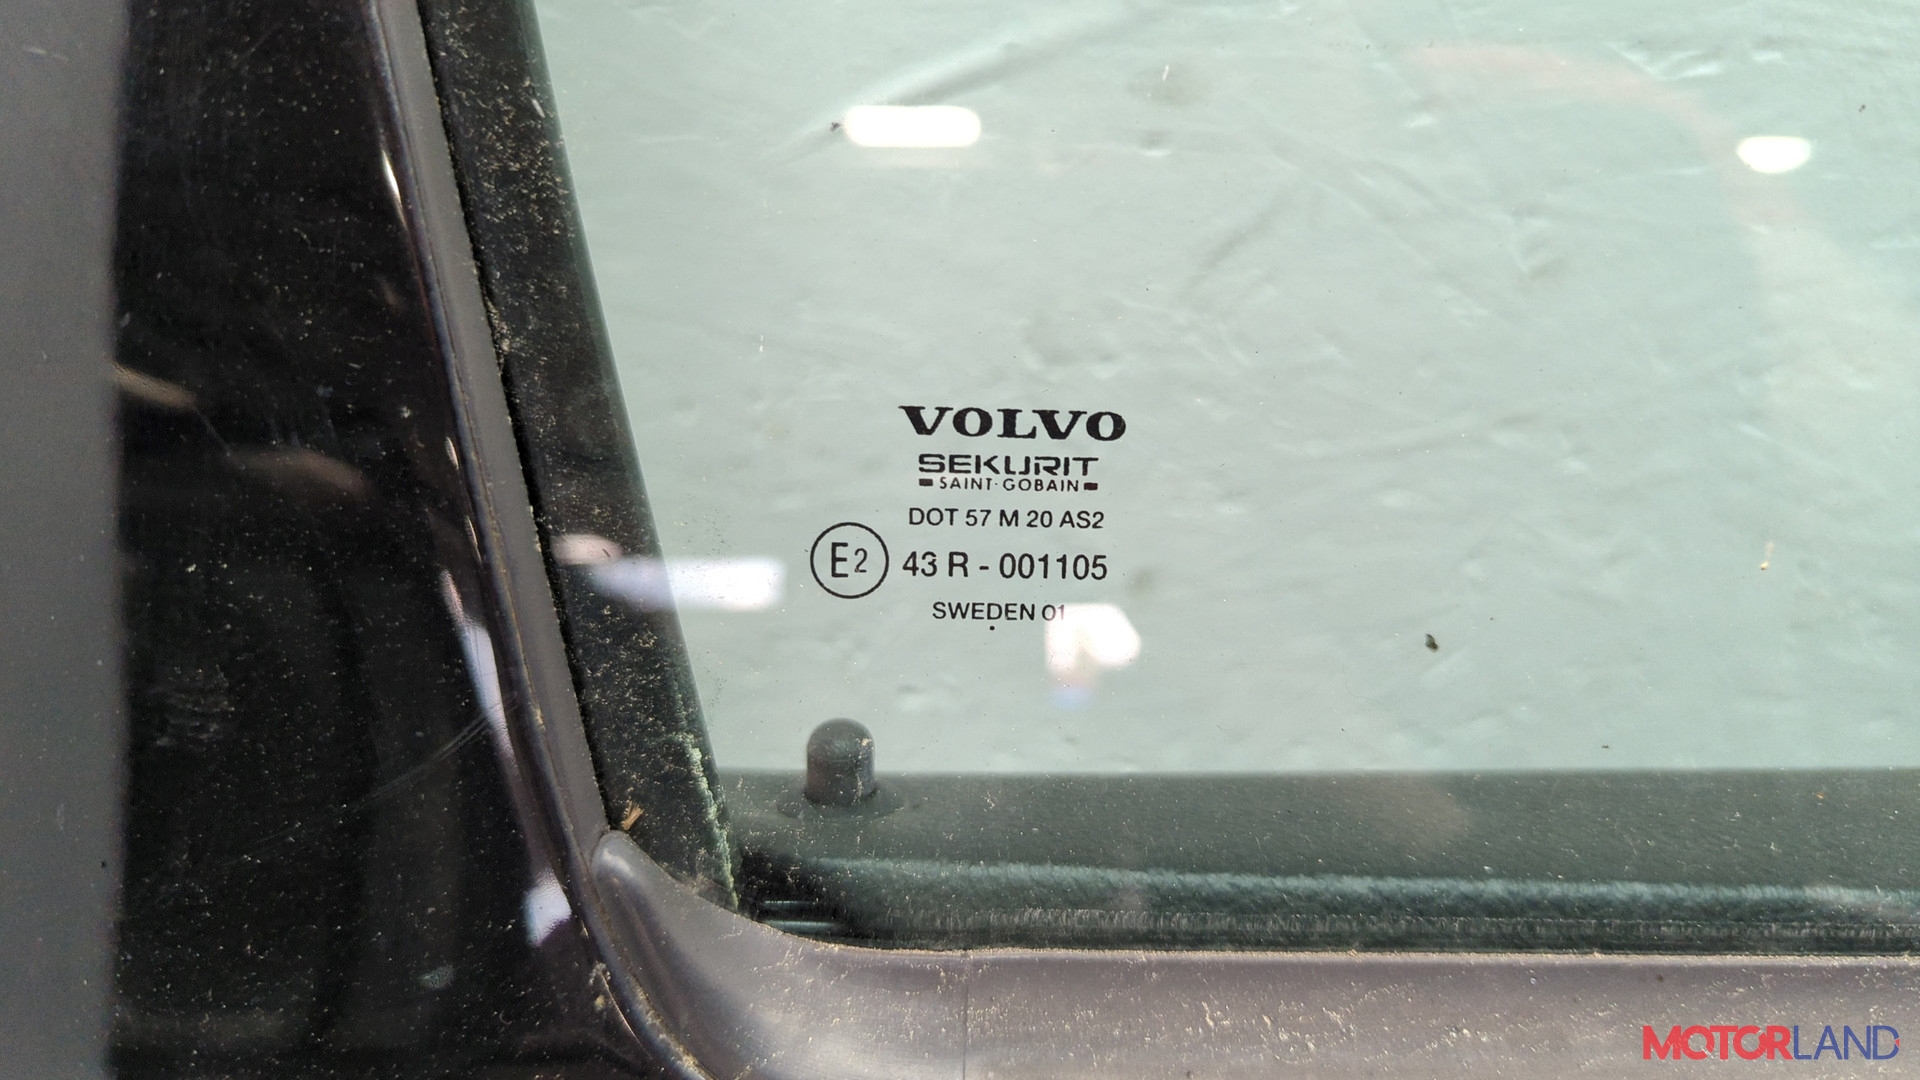 VOLVO
SEKURIT
SAINT-GOBAIN
DOT 57 M 20 AS2
E2 43 R - 001105
SWEDEN 01
MOTORLAND